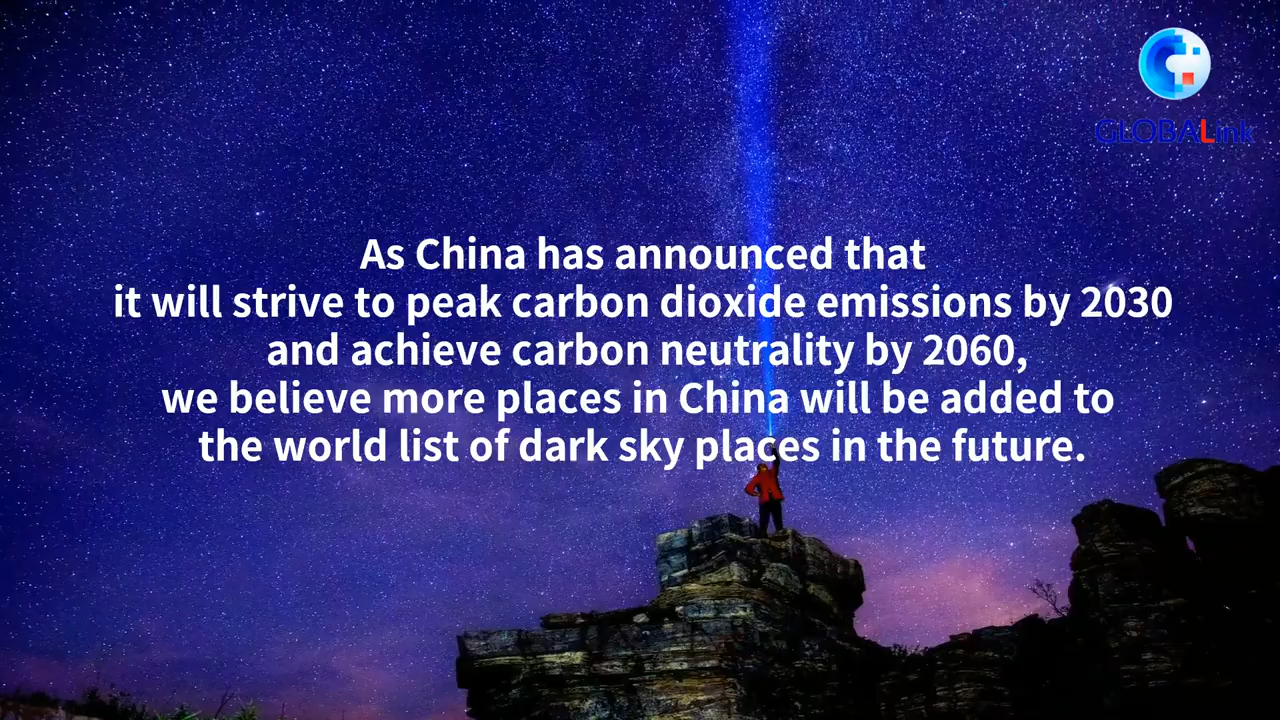 GLOBALink
As China has announced that
it will strive to peak carbon dioxide emissions by 2030
and achieve carbon neutrality by 2060,
we believe more places in China will be added to
the world list of dark sky places in the future.